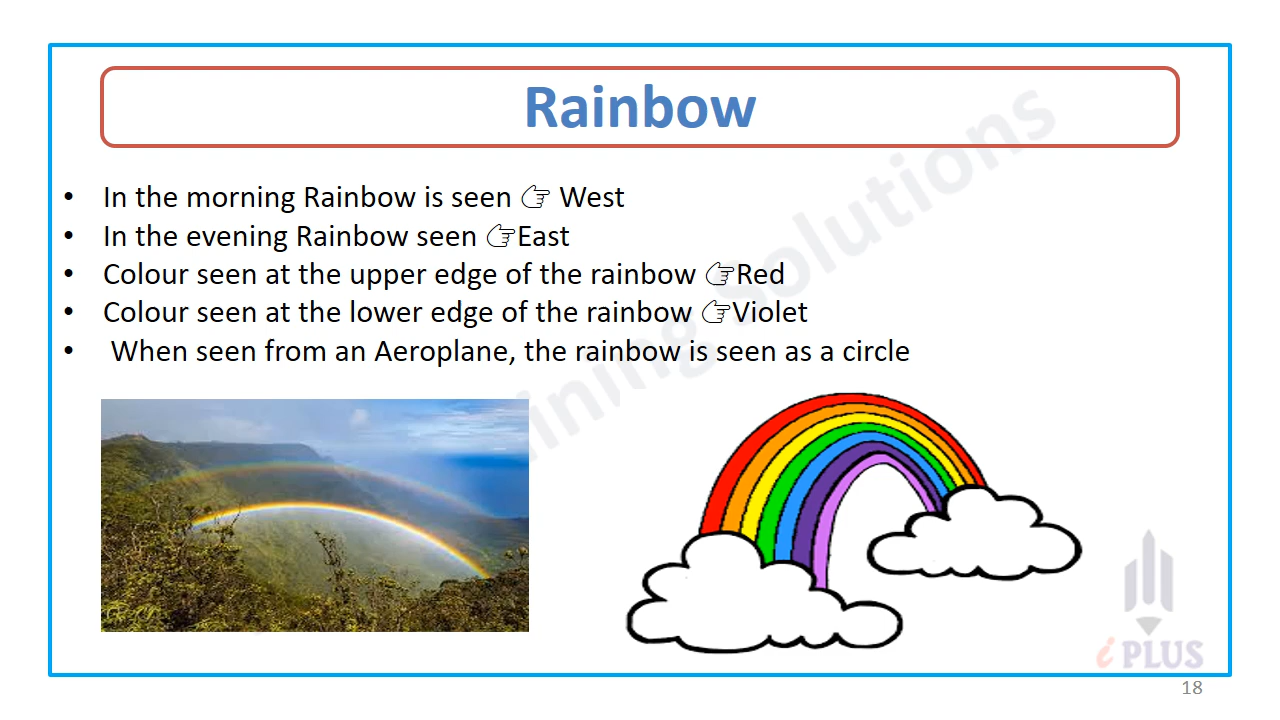 Rainbow
• In the morning Rainbow is seen 👉 West
• In the evening Rainbow seen 👉East
• Colour seen at the upper edge of the rainbow 👉Red
• Colour seen at the lower edge of the rainbow 👉Violet
• When seen from an Aeroplane, the rainbow is seen as a circle
ining Solutions
i PLUS
18